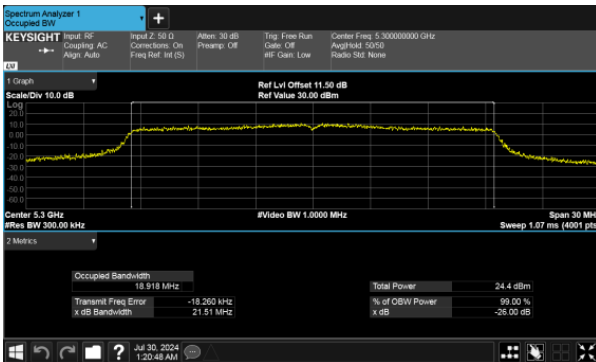 Spectrum Analyzer 1
Occupied BW
KEYSIGHT
Input: RF
Coupling: AC
Align: Auto
Input Z: 50 Ω
Corrections: On
Freq Ref: Int (S)
Atten: 30 dB
Preamp: Off
Trig: Free Run
Gate: Off
#IF Gain: Low
Center Freq: 5.300000000 GHz
Avg|Hold: 50/50
Radio Std: None
LXI
1 Graph
Scale/Div 10.0 dB
Ref Lvl Offset 11.50 dB
Ref Value 30.00 dBm
Log
20.0
10.0
0.00
-10.0
-20.0
-30.0
-40.0
-50.0
-60.0
Center 5.3 GHz
#Res BW 300.00 kHz
#Video BW 1.0000 MHz
Span 30 MH
Sweep 1.07 ms (4001 pts
2 Metrics
Occupied Bandwidth
18.918 MHz
Transmit Freq Error -18.260 kHz
x dB Bandwidth 21.51 MHz
Total Power 24.4 dBm
% of OBW Power 99.00 %
x dB -26.00 dB
?
Jul 30, 2024
1:20:48 AM